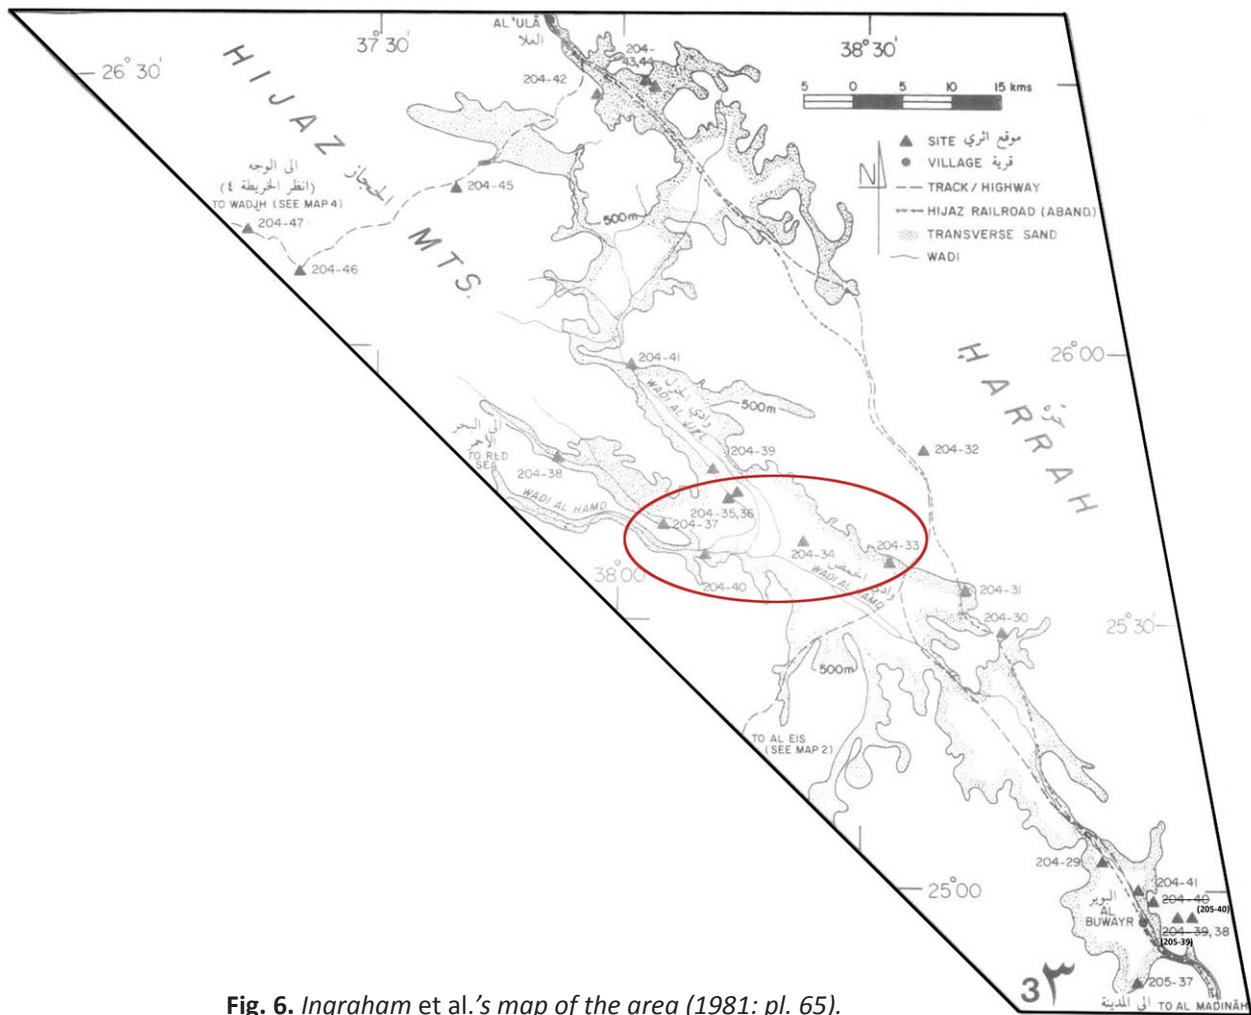 AL 'ULĀ
العلا
37°30'
38°30'
26°30'
204-
43,44
204-42
5 0 5 10 15 kms
SITE موقع اثري
VILLAGE قرية
TRACK / HIGHWAY
HIJAZ RAILROAD (ABAND.)
TRANSVERSE SAND
WADI
N
HIJAZ
الحجاز
MTS.
الى الوجه
(انظر الخريطة ٤)
TO WADJH (SEE MAP 4)
204-45
204-47
204-46
500m
204-41
26°00'
WADI AL JIZL
500m
HARRAH
حرة
204-32
204-39
TO RED
SEA
204-38
WADI AL HAMD
204-35,36
204-37
204-34
204-33
204-40
38°00'
WADI AL HAMD
وادي الحمض
204-31
204-30
25°30'
500m
TO AL EIS
(SEE MAP 2)
204-29
25°00'
204-41
204-40
(205-40)
البوير
AL
BUWAYR
204-39,38
(205-39)
205-37
3 ٣
الى المدينة TO AL MADINAH
Fig. 6. Ingraham et al.'s map of the area (1981: pl. 65).